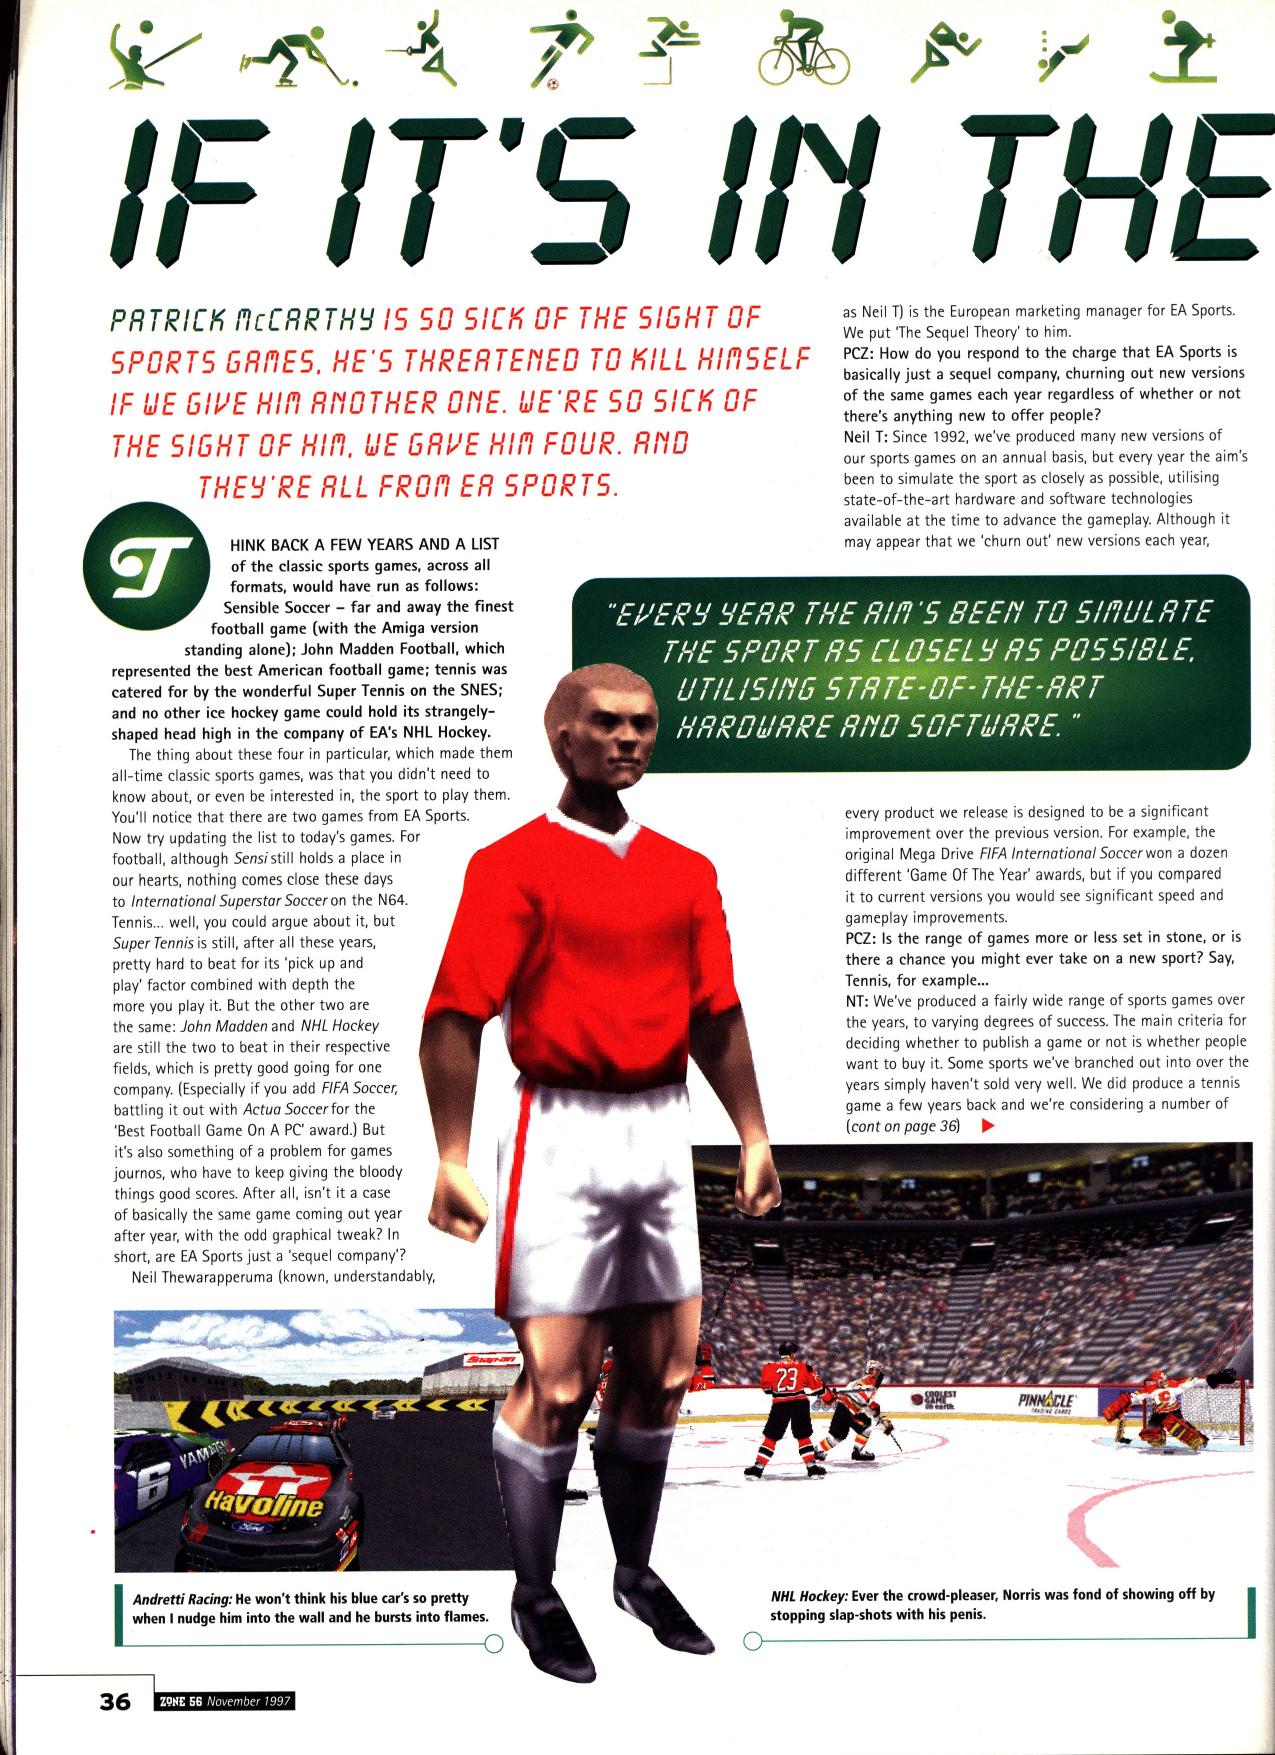 IF IT'S IN THE
PATRICK McCARTHY IS SO SICK OF THE SIGHT OF
SPORTS GAMES, HE'S THREATENED TO KILL HIMSELF
IF WE GIVE HIM ANOTHER ONE. WE'RE SO SICK OF
THE SIGHT OF HIM, WE GAVE HIM FOUR. AND
THEY'RE ALL FROM EA SPORTS.
THINK BACK A FEW YEARS AND A LIST
of the classic sports games, across all
formats, would have run as follows:
Sensible Soccer – far and away the finest
football game (with the Amiga version
standing alone); John Madden Football, which
represented the best American football game; tennis was
catered for by the wonderful Super Tennis on the SNES;
and no other ice hockey game could hold its strangely-
shaped head high in the company of EA's NHL Hockey.
The thing about these four in particular, which made them
all-time classic sports games, was that you didn't need to
know about, or even be interested in, the sport to play them.
You'll notice that there are two games from EA Sports.
Now try updating the list to today's games. For
football, although Sensi still holds a place in
our hearts, nothing comes close these days
to International Superstar Soccer on the N64.
Tennis... well, you could argue about it, but
Super Tennis is still, after all these years,
pretty hard to beat for its 'pick up and
play' factor combined with depth the
more you play it. But the other two are
the same: John Madden and NHL Hockey
are still the two to beat in their respective
fields, which is pretty good going for one
company. (Especially if you add FIFA Soccer,
battling it out with Actua Soccer for the
'Best Football Game On A PC' award.) But
it's also something of a problem for games
journos, who have to keep giving the bloody
things good scores. After all, isn't it a case
of basically the same game coming out year
after year, with the odd graphical tweak? In
short, are EA Sports just a 'sequel company'?
Neil Thewarapperuma (known, understandably,
as Neil T) is the European marketing manager for EA Sports.
We put 'The Sequel Theory' to him.
PCZ: How do you respond to the charge that EA Sports is
basically just a sequel company, churning out new versions
of the same games each year regardless of whether or not
there's anything new to offer people?
Neil T: Since 1992, we've produced many new versions of
our sports games on an annual basis, but every year the aim's
been to simulate the sport as closely as possible, utilising
state-of-the-art hardware and software technologies
available at the time to advance the gameplay. Although it
may appear that we 'churn out' new versions each year,
"EVERY YEAR THE AIM'S BEEN TO SIMULATE
THE SPORT AS CLOSELY AS POSSIBLE,
UTILISING STATE-OF-THE-ART
HARDWARE AND SOFTWARE."
every product we release is designed to be a significant
improvement over the previous version. For example, the
original Mega Drive FIFA International Soccer won a dozen
different 'Game Of The Year' awards, but if you compared
it to current versions you would see significant speed and
gameplay improvements.
PCZ: Is the range of games more or less set in stone, or is
there a chance you might ever take on a new sport? Say,
Tennis, for example...
NT: We've produced a fairly wide range of sports games over
the years, to varying degrees of success. The main criteria for
deciding whether to publish a game or not is whether people
want to buy it. Some sports we've branched out into over the
years simply haven't sold very well. We did produce a tennis
game a few years back and we're considering a number of
(cont on page 36)
Snap-on
YAMAHA
6
Havoline
Ford
23
COOLEST
GAME
on earth
PINNACLE
TRADING CARDS
Andretti Racing: He won't think his blue car's so pretty
when I nudge him into the wall and he bursts into flames.
NHL Hockey: Ever the crowd-pleaser, Norris was fond of showing off by
stopping slap-shots with his penis.
36 ZONE 56 November 1997